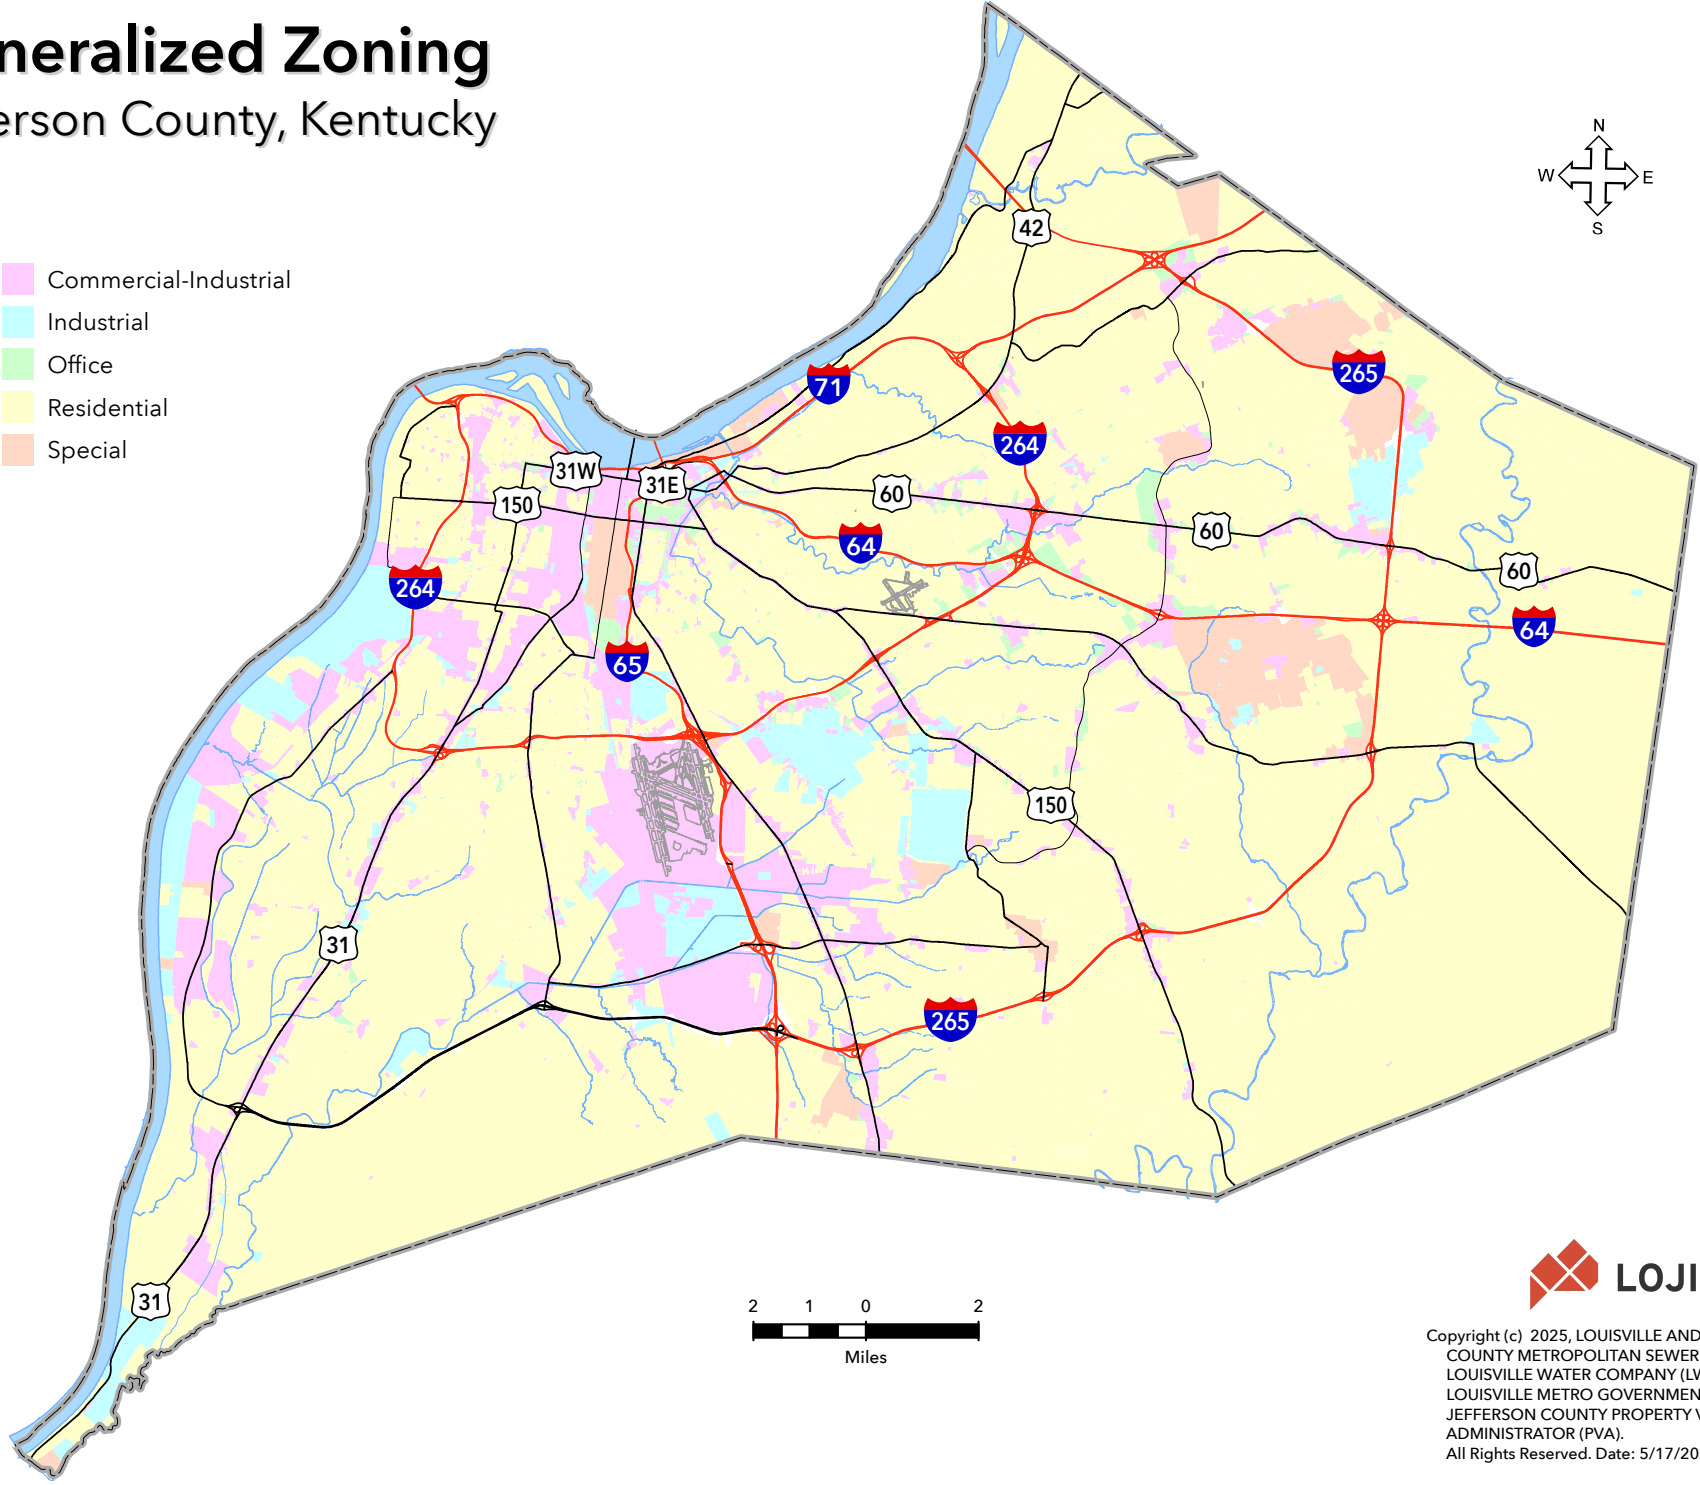 neralized Zoning
erson County, Kentucky
N
W E
S
Commercial-Industrial
Industrial
Office
Residential
Special
42
71
265
264
31W
31E
150
60
60
64
60
264
64
65
150
31
265
31
2 1 0 2
Miles
LOJI
Copyright (c) 2025, LOUISVILLE AND
COUNTY METROPOLITAN SEWER
LOUISVILLE WATER COMPANY (LW
LOUISVILLE METRO GOVERNMEN
JEFFERSON COUNTY PROPERTY V
ADMINISTRATOR (PVA).
All Rights Reserved. Date: 5/17/20